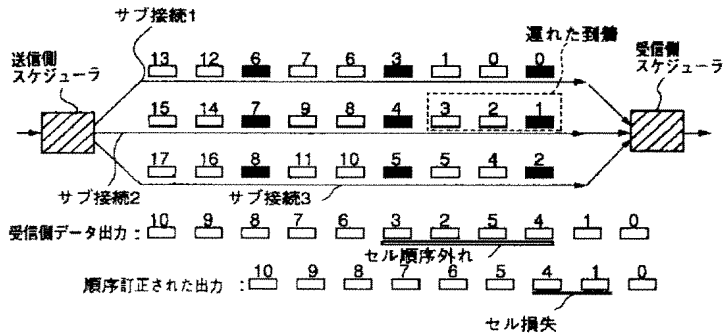 サブ接続1
送信側
スケジューラ
13 12 6 7 6 3 1 0 0
遅れた到着
受信側
スケジューラ
15 14 7 9 8 4 3 2 1
17 16 8 11 10 5 5 4 2
サブ接続2
サブ接続3
受信側データ出力 : 10 9 8 7 6 3 2 5 4 1 0
セル順序外れ
順序訂正された出力 : 10 9 8 7 6 5 4 1 0
セル損失